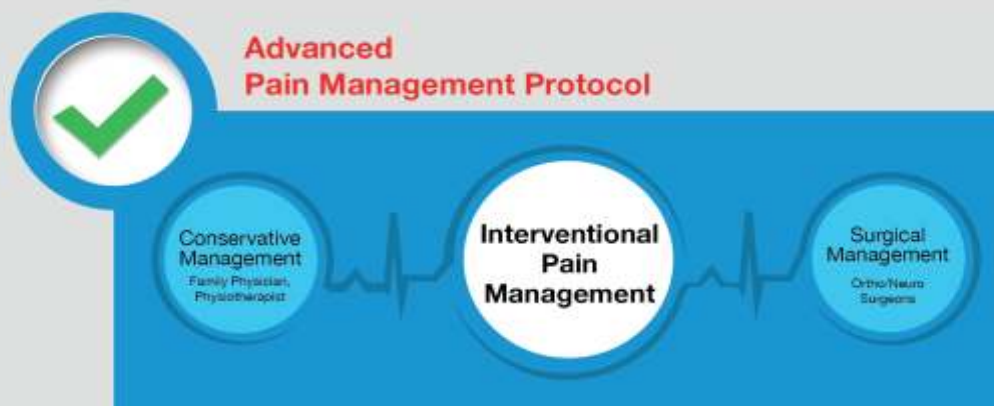 Advanced
Pain Management Protocol
Conservative
Management
Family Physician,
Physiotherapist
Interventional
Pain
Management
Surgical
Management
Ortho/Neuro
Surgeons